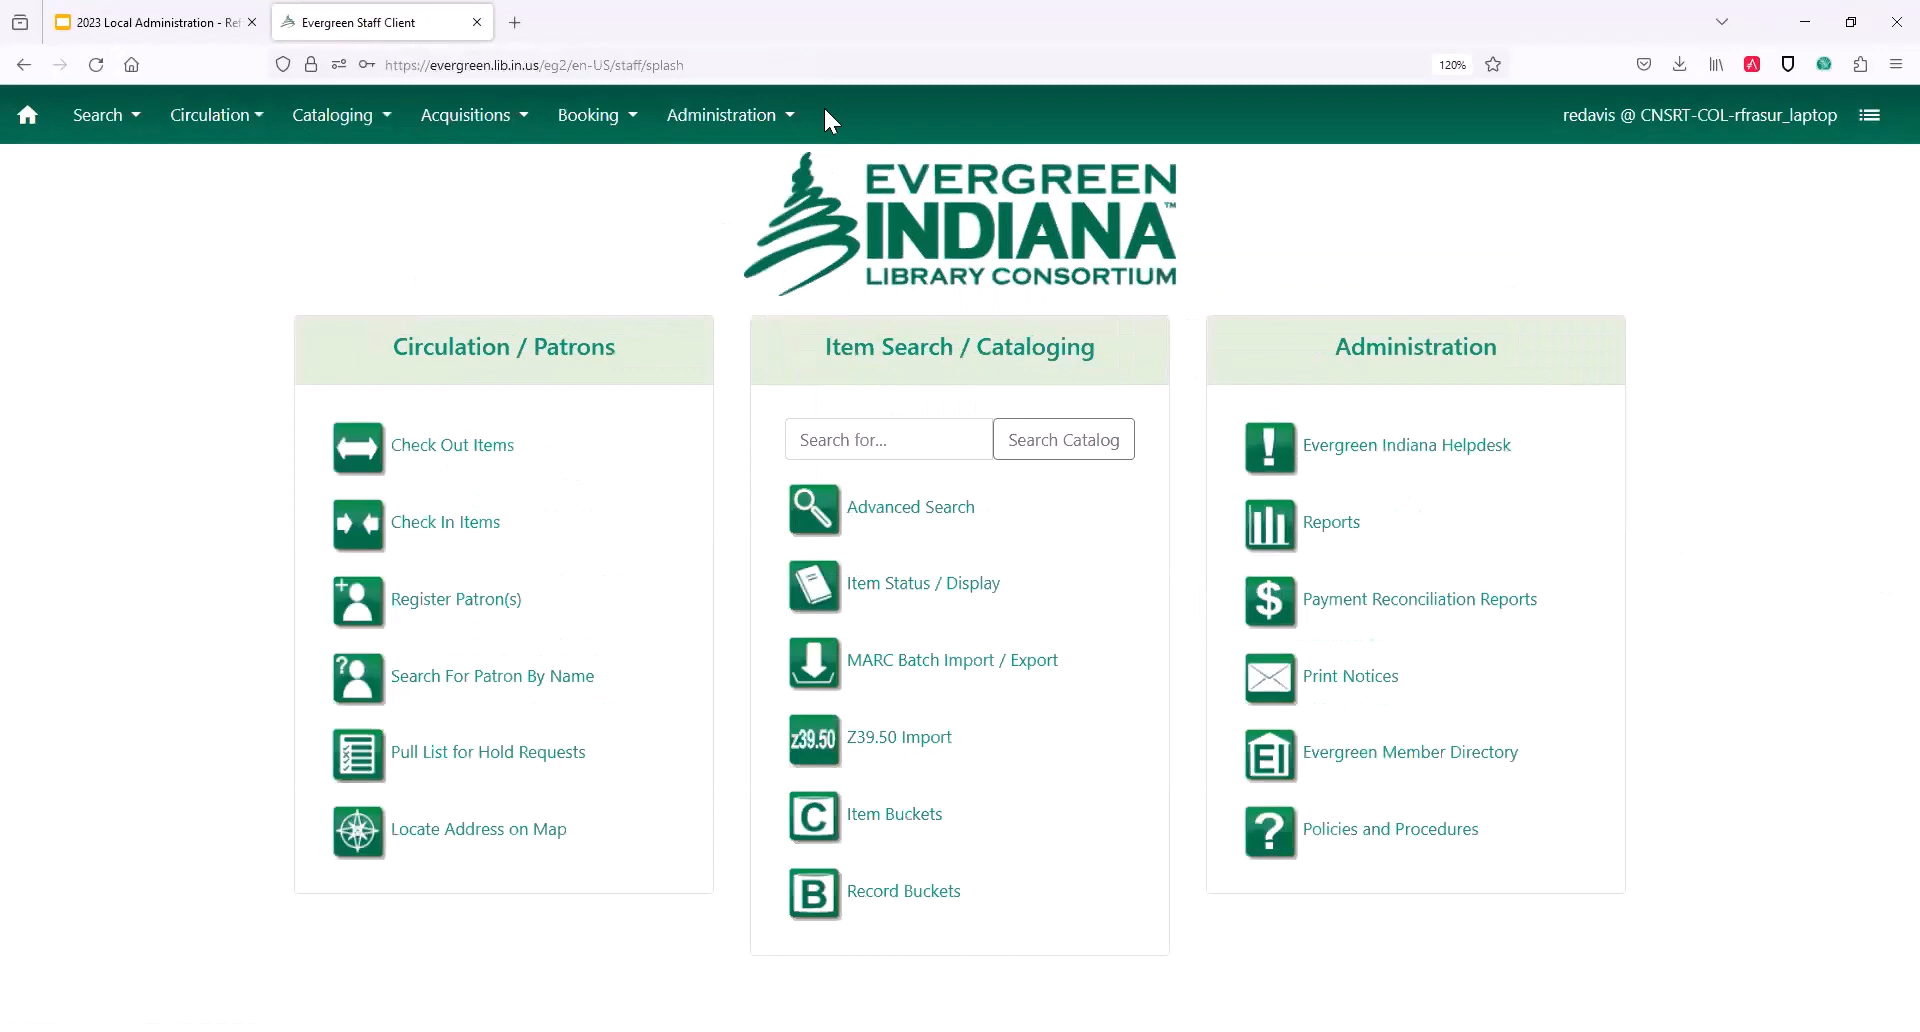 2023 Local Administration - Ref
Evergreen Staff Client
https://evergreen.lib.in.us/eg2/en-US/staff/splash
120%
Search
Circulation
Cataloging
Acquisitions
Booking
Administration
redavis @ CNSRT-COL-rfrasur_laptop
EVERGREEN
INDIANA™
LIBRARY CONSORTIUM
Circulation / Patrons
Check Out Items
Check In Items
Register Patron(s)
Search For Patron By Name
Pull List for Hold Requests
Locate Address on Map
Item Search / Cataloging
Search for...
Search Catalog
Advanced Search
Item Status / Display
MARC Batch Import / Export
z39.50
Z39.50 Import
C
Item Buckets
B
Record Buckets
Administration
!
Evergreen Indiana Helpdesk
Reports
$
Payment Reconciliation Reports
Print Notices
EI
Evergreen Member Directory
?
Policies and Procedures